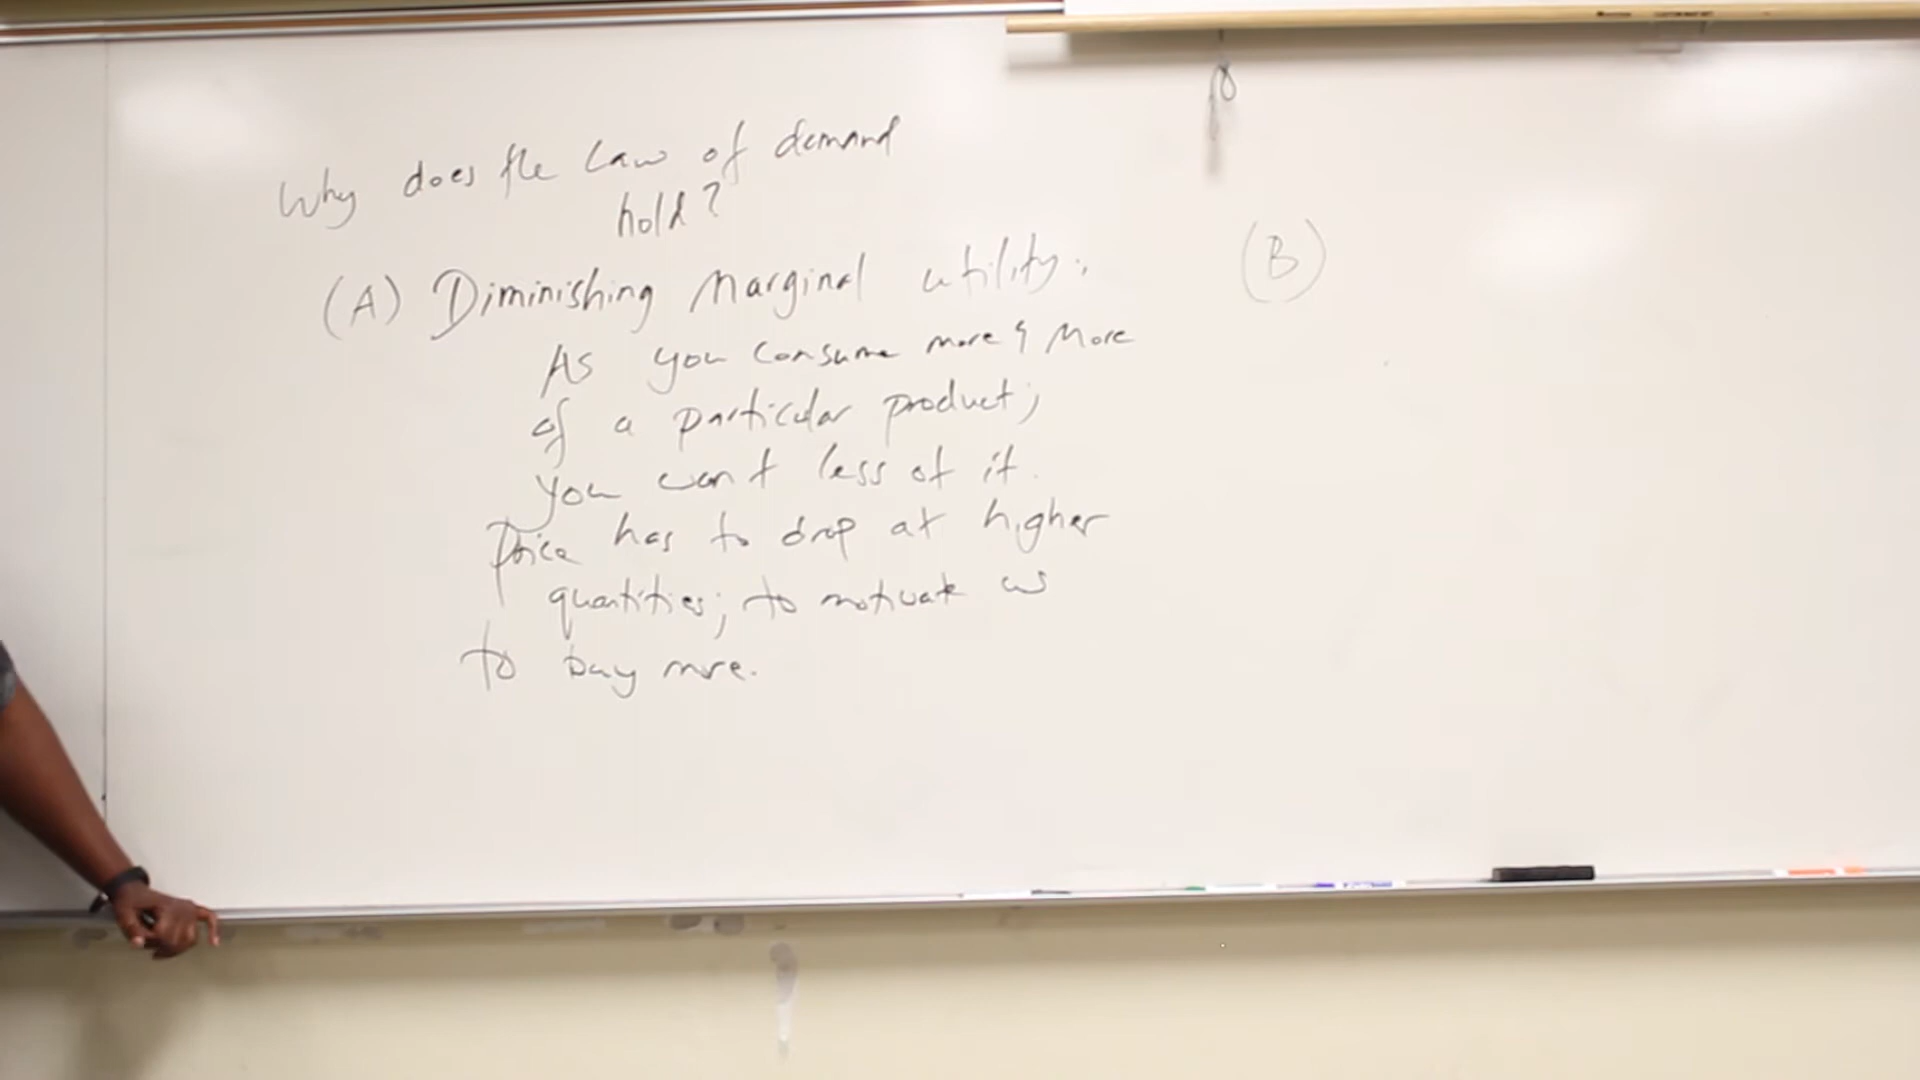 Why does the Law of demand
hold?
(A) Diminishing Marginal utility:
As you consume more & More
of a particular product;
you want less of it.
Price has to drop at higher
quantities; to motivate us
to buy more.
(B)